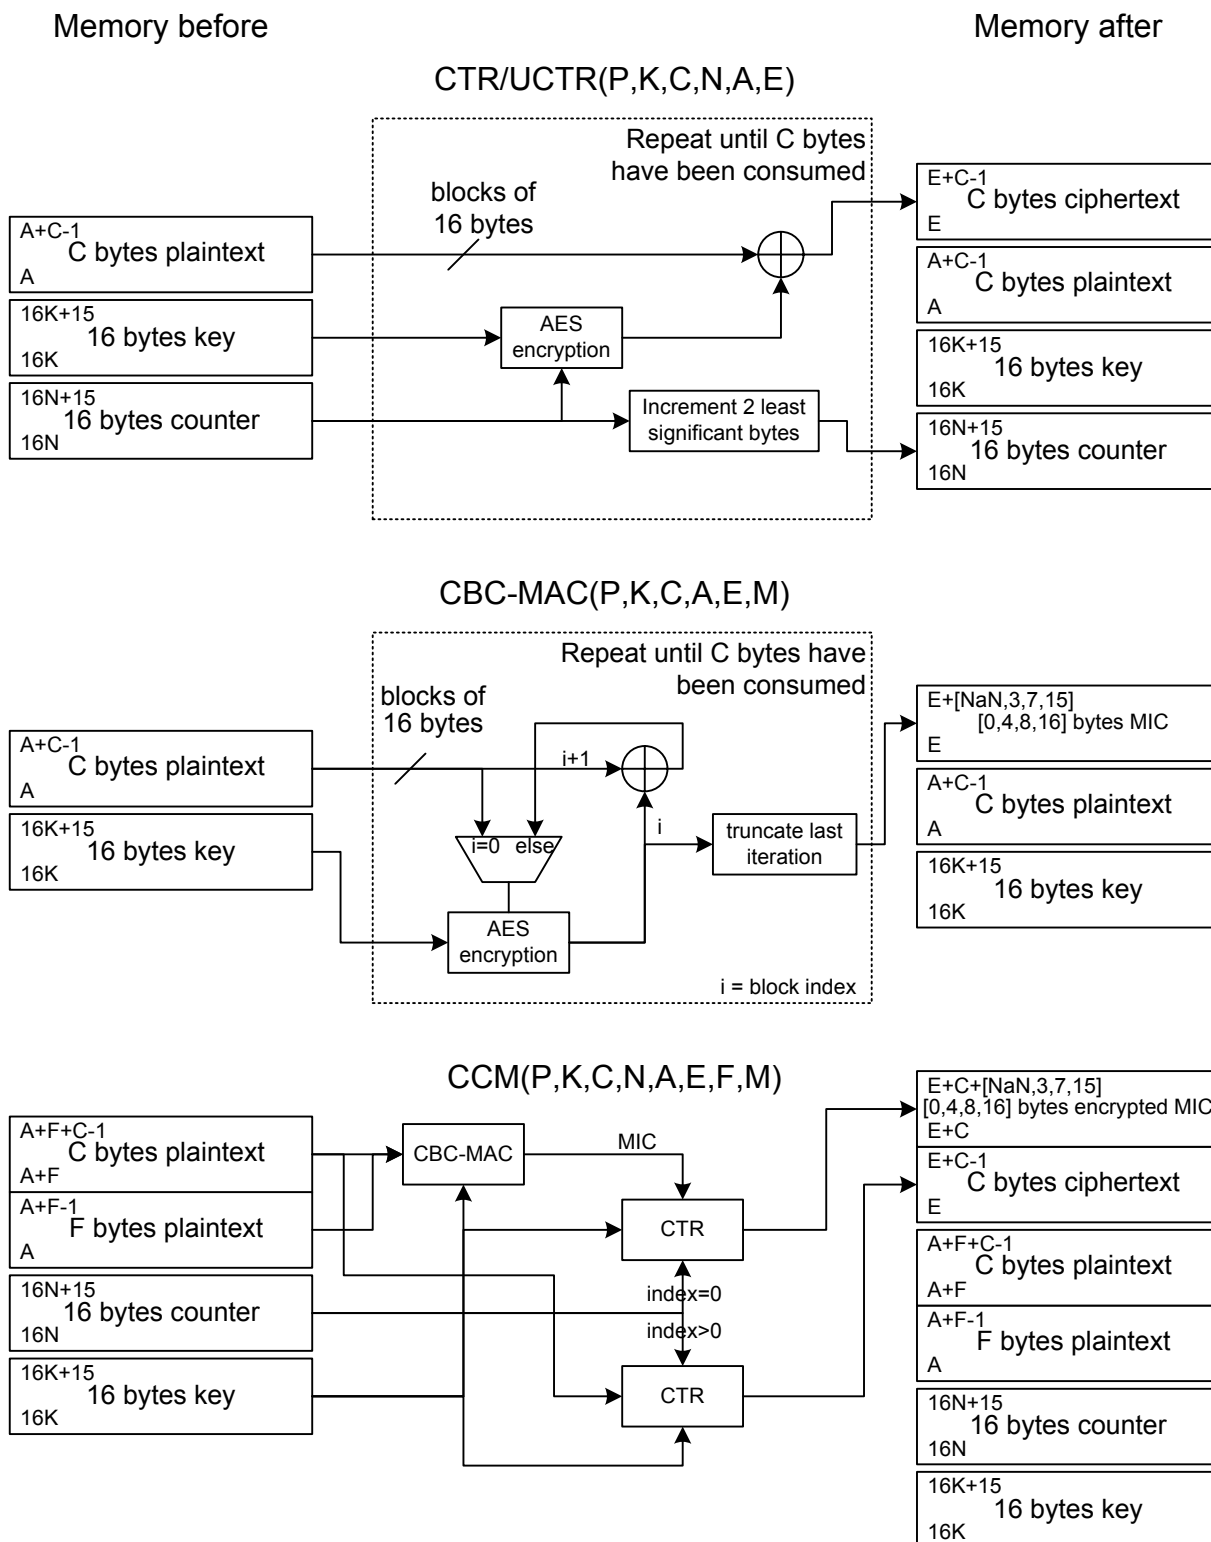 Memory before
Memory after
CTR/UCTR(P,K,C,N,A,E)
Repeat until C bytes
have been consumed
blocks of
16 bytes
A+C-1
C bytes plaintext
A
16K+15
16 bytes key
16K
16N+15
16 bytes counter
16N
AES
encryption
Increment 2 least
significant bytes
E+C-1
C bytes ciphertext
E
A+C-1
C bytes plaintext
A
16K+15
16 bytes key
16K
16N+15
16 bytes counter
16N
CBC-MAC(P,K,C,A,E,M)
Repeat until C bytes have
been consumed
blocks of
16 bytes
A+C-1
C bytes plaintext
A
16K+15
16 bytes key
16K
i+1
i=0 else
i
AES
encryption
truncate last
iteration
i = block index
E+[NaN,3,7,15]
[0,4,8,16] bytes MIC
E
A+C-1
C bytes plaintext
A
16K+15
16 bytes key
16K
CCM(P,K,C,N,A,E,F,M)
A+F+C-1
C bytes plaintext
A+F
A+F-1
F bytes plaintext
A
16N+15
16 bytes counter
16N
16K+15
16 bytes key
16K
CBC-MAC
MIC
CTR
index=0
index>0
CTR
E+C+[NaN,3,7,15]
[0,4,8,16] bytes encrypted MIC
E+C
E+C-1
C bytes ciphertext
E
A+F+C-1
C bytes plaintext
A+F
A+F-1
F bytes plaintext
A
16N+15
16 bytes counter
16N
16K+15
16 bytes key
16K